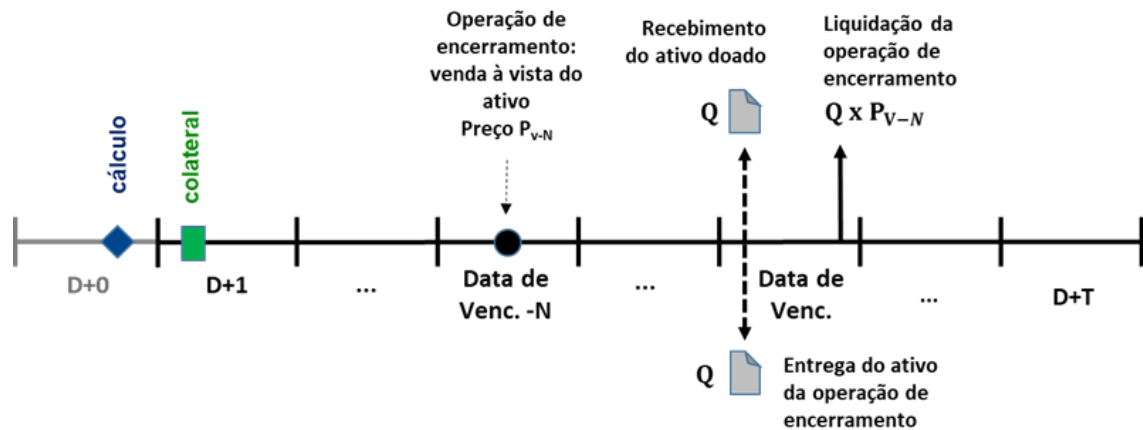 Operação de
encerramento:
venda à vista do
ativo
Preço Pv-N
Recebimento
do ativo doado
Q
Liquidação da
operação de
encerramento
Q x PV−N
cálculo
colateral
D+0
D+1
...
Data de
Venc. -N
...
Data de
Venc.
...
D+T
Q
Entrega do ativo
da operação de
encerramento